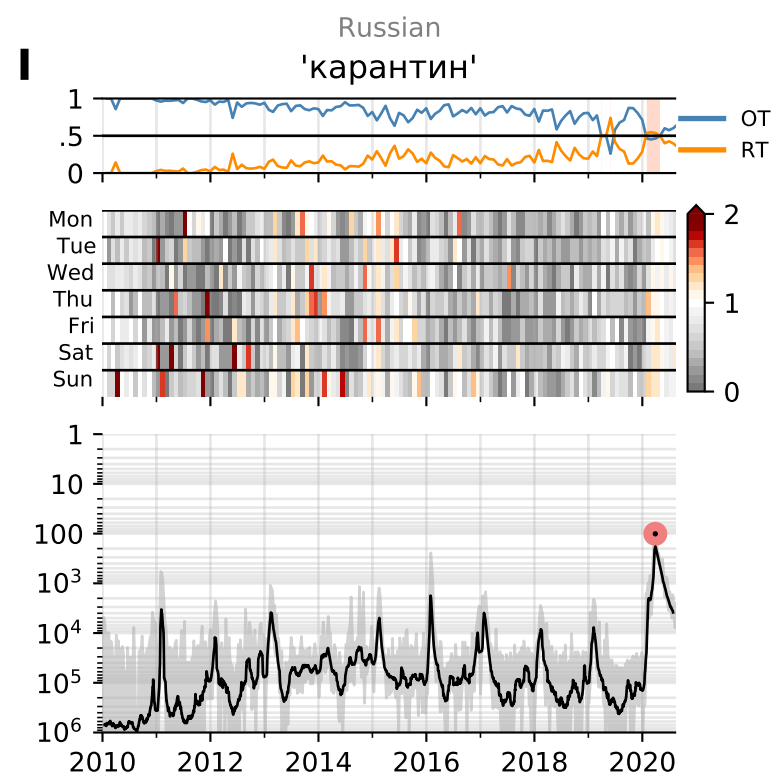 Russian
I
'карантин'
1
.5
0
OT
RT
Mon
Tue
Wed
Thu
Fri
Sat
Sun
2
1
0
1
10
100
10³
10⁴
10⁵
10⁶
2010 2012 2014 2016 2018 2020